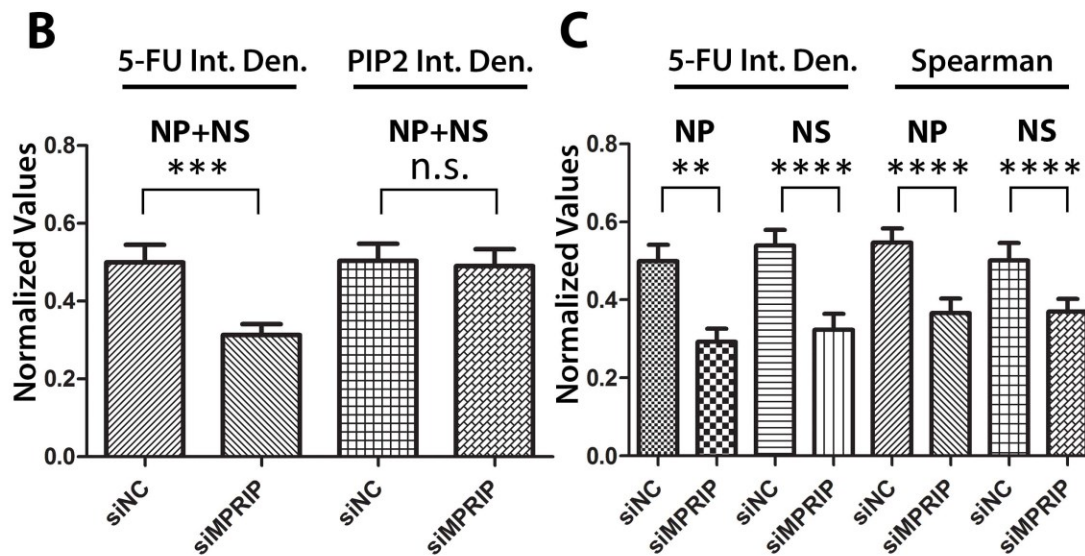 B
5-FU Int. Den.
PIP2 Int. Den.
NP+NS
NP+NS
***
n.s.
Normalized Values
0.8
0.6
0.4
0.2
0.0
siNC
siMPRIP
siNC
siMPRIP
C
5-FU Int. Den.
Spearman
NP
NS
NP
NS
**
****
****
****
Normalized Values
0.8
0.6
0.4
0.2
0.0
siNC
siMPRIP
siNC
siMPRIP
siNC
siMPRIP
siNC
siMPRIP